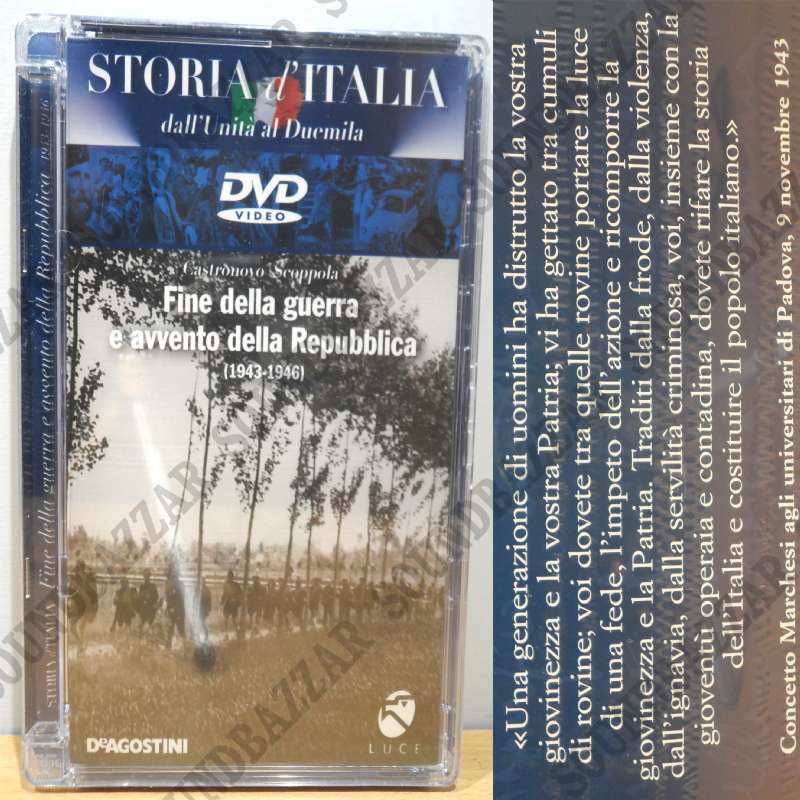 STORIA d'ITALIA
dall'Unità al Duemila
DVD
VIDEO
Castronovo Scoppola
Fine della guerra
e avvento della Repubblica
(1943-1946)
DeAGOSTINI
LUCE
STORIA d'ITALIA Fine della guerra e avvento della Repubblica 1943-1946
«Una generazione di uomini ha distrutto la vostra
giovinezza e la vostra Patria; vi ha gettato tra cumuli
di rovine; voi dovete tra quelle rovine portare la luce
di una fede, l'impeto dell'azione e ricomporre la
giovinezza e la Patria. Traditi dalla frode, dalla violenza,
dall'ignavia, dalla servilità criminosa, voi, insieme con la
gioventù operaia e contadina, dovete rifare la storia
dell'Italia e costituire il popolo italiano.»
Concetto Marchesi agli universitari di Padova, 9 novembre 1943
SOUNDBAZZAR